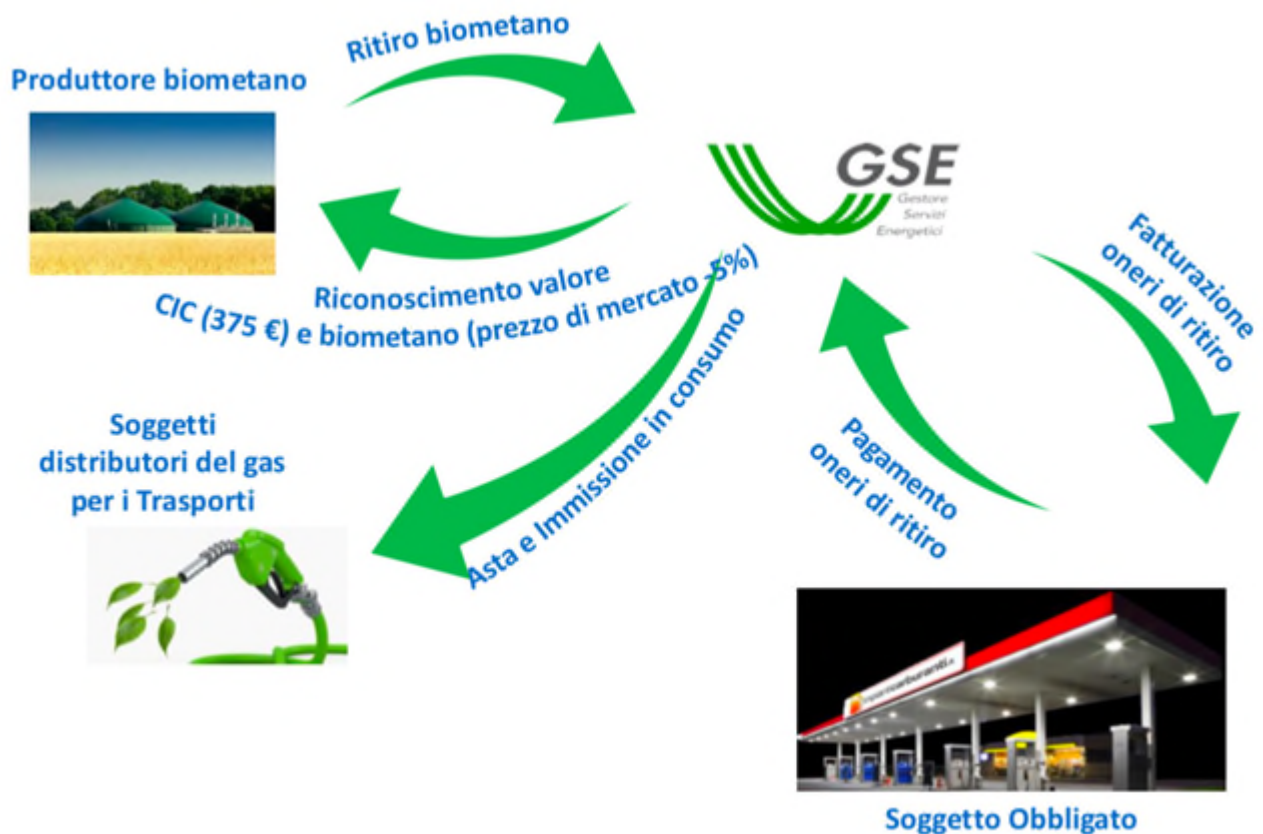 Ritiro biometano
Produttore biometano
GSE
Gestore
Servizi
Energetici
Riconoscimento valore
CIC (375 €) e biometano (prezzo di mercato -5%)
Fatturazione
oneri di ritiro
Asta e Immissione in consumo
Pagamento
oneri di ritiro
Soggetti
distributori del gas
per i Trasporti
Soggetto Obbligato